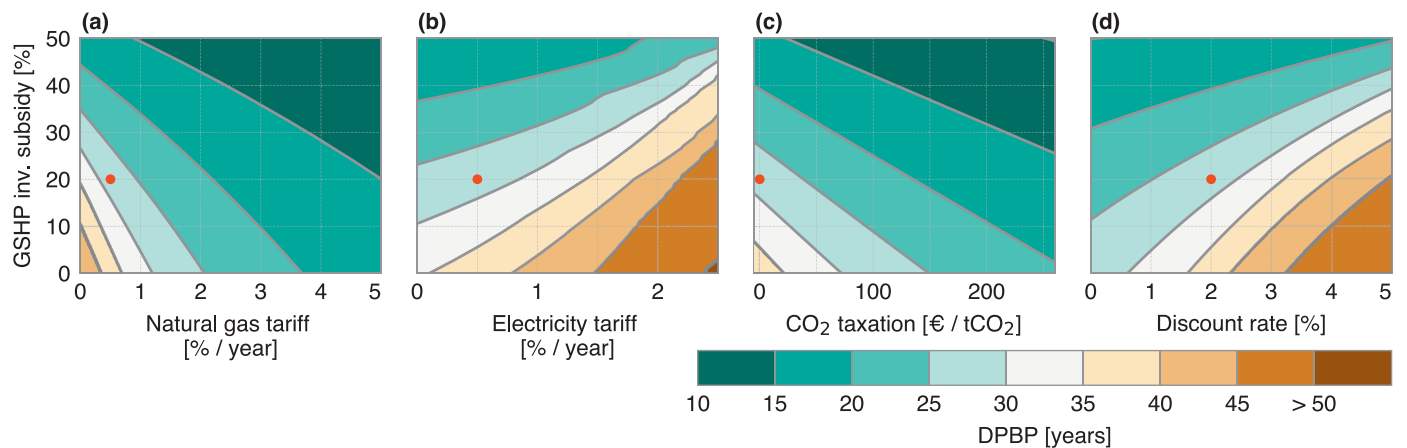 (a) (b) (c) (d)
GSHP inv. subsidy [%]
50
40
30
20
10
0
0 1 2 3 4 5
0 1 2
0 100 200
0 1 2 3 4 5
Natural gas tariff
[% / year]
Electricity tariff
[% / year]
CO₂ taxation [€ / tCO₂]
Discount rate [%]
10 15 20 25 30 35 40 45 > 50
DPBP [years]